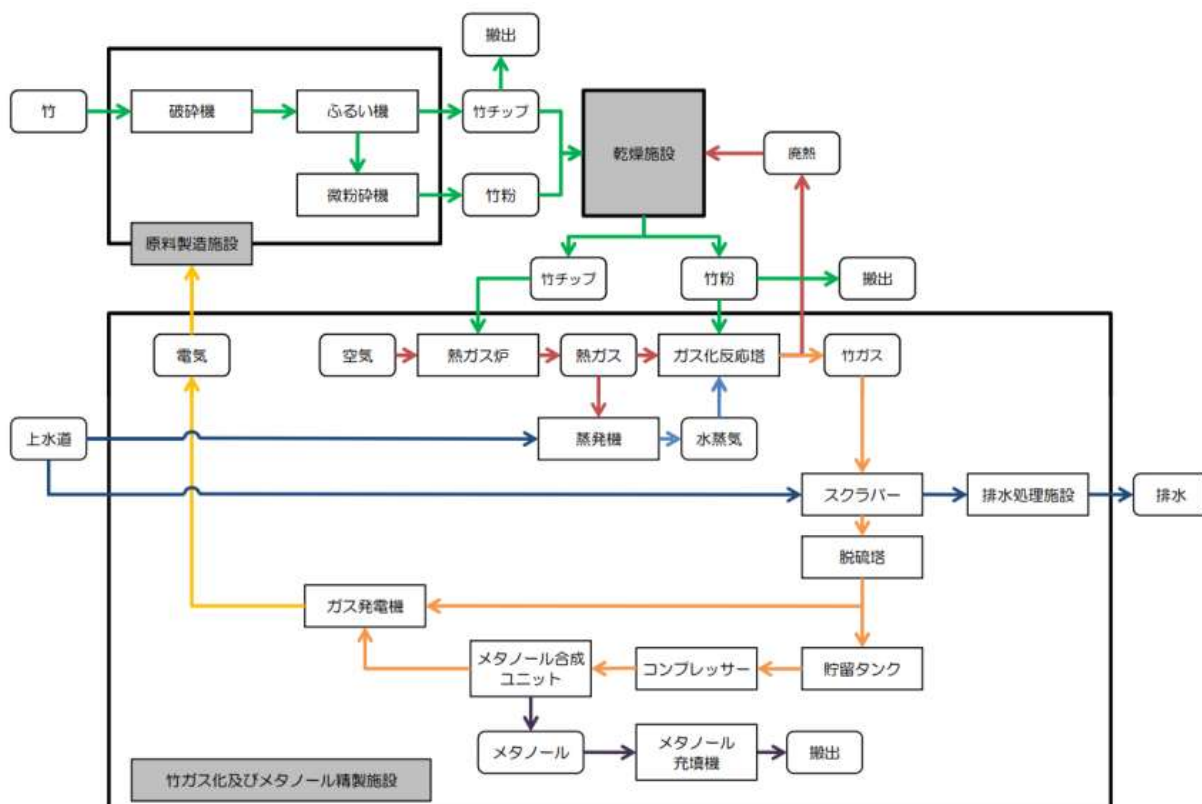 搬出
竹
破砕機
ふるい機
竹チップ
乾燥施設
廃熱
微粉砕機
竹粉
原料製造施設
竹チップ
竹粉
搬出
電気
空気
熱ガス炉
熱ガス
ガス化反応塔
竹ガス
上水道
蒸発機
水蒸気
スクラバー
排水処理施設
排水
脱硫塔
ガス発電機
メタノール合成
ユニット
コンプレッサー
貯留タンク
メタノール
メタノール
充填機
搬出
竹ガス化及びメタノール精製施設